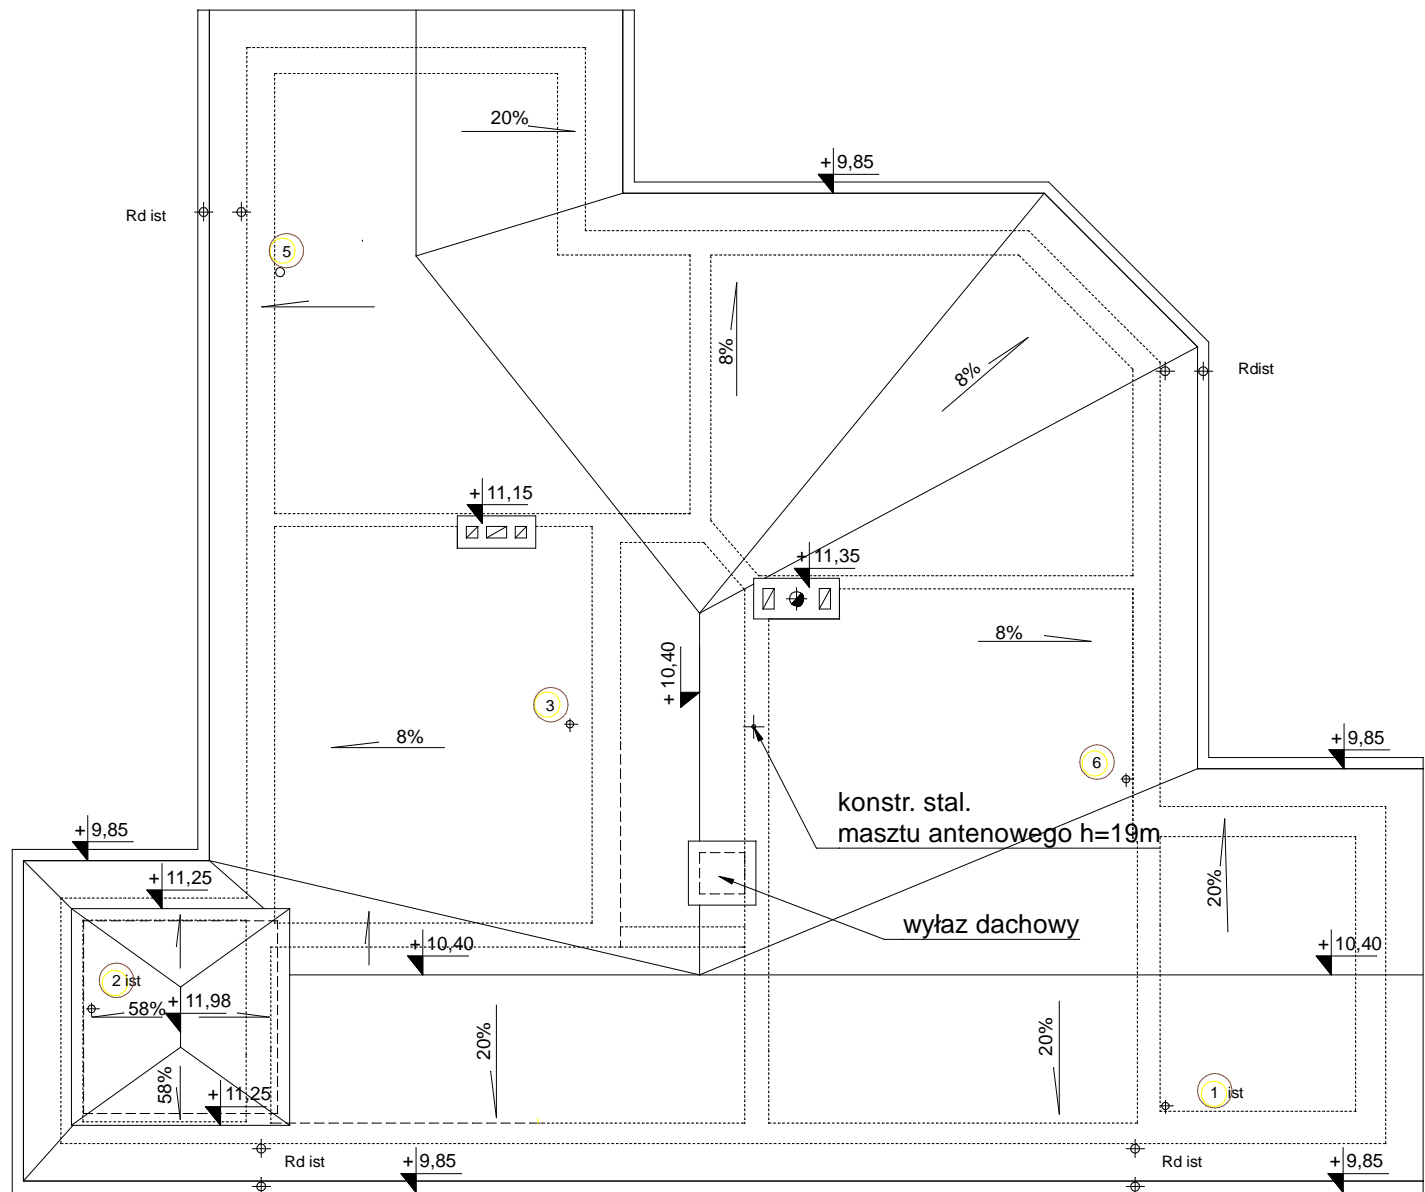 20%
+ 9,85
Rd ist
5
8%
8%
Rdist
+ 11,15
+ 11,35
8%
+ 10,40
3
8%
6
+ 9,85
konstr. stal.
masztu antenowego h=19m
+ 9,85
+ 11,25
20%
wyłaz dachowy
+ 10,40
+ 10,40
2 ist
58%
+ 11,98
20%
20%
58%
+ 11,25
1 ist
Rd ist
+ 9,85
Rd ist
+ 9,85